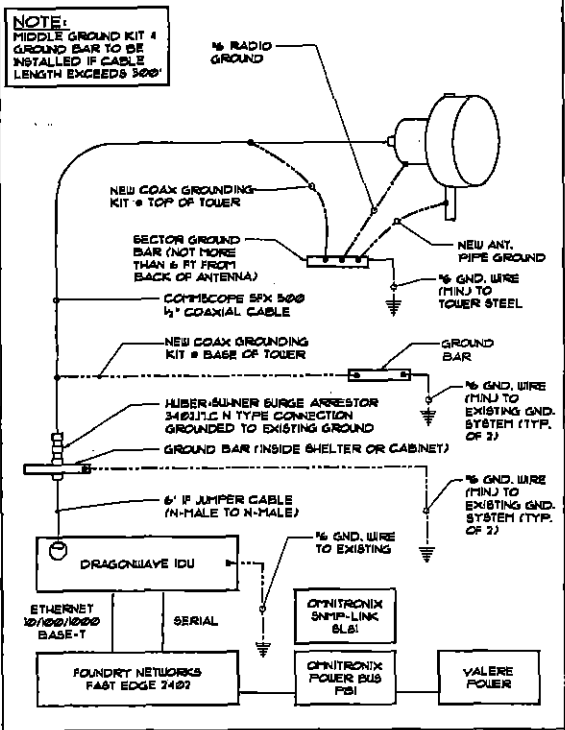 NOTE:
MIDDLE GROUND KIT &
GROUND BAR TO BE
INSTALLED IF CABLE
LENGTH EXCEEDS 300'
#6 RADIO
GROUND
NEW COAX GROUNDING
KIT @ TOP OF TOWER
SECTOR GROUND
BAR (NOT MORE
THAN 6 FT FROM
BACK OF ANTENNA)
NEW ANT.
PIPE GROUND
#6 GND. WIRE
(MIN.) TO
TOWER STEEL
COMMSCOPE SFX 500
1/2" COAXIAL CABLE
NEW COAX GROUNDING
KIT @ BASE OF TOWER
GROUND
BAR
#6 GND. WIRE
(MIN.) TO
EXISTING GND.
SYSTEM (TYP.
OF 2)
HUBER+SUHNER SURGE ARRESTOR
N TYPE CONNECTION
GROUNDED TO EXISTING GROUND
GROUND BAR (INSIDE SHELTER OR CABINET)
#6 GND. WIRE
(MIN.) TO
EXISTING GND.
SYSTEM (TYP.
OF 2)
6' IF JUMPER CABLE
(N-MALE TO N-MALE)
#6 GND. WIRE
TO EXISTING
DRAGONWAVE IDU
ETHERNET
10/100/1000
BASE-T
SERIAL
OMNITRONIX
SNMP-LINK
SL81
FOUNDRY NETWORKS
FAST EDGE 2402
OMNITRONIX
POWER BUS
PB1
VALERE
POWER